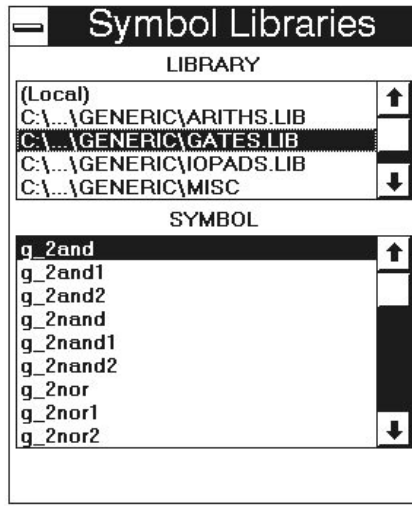 Symbol Libraries
LIBRARY
(Local)
C:\...\GENERIC\ARITHS.LIB
C:\...\GENERIC\GATES.LIB
C:\...\GENERIC\IOPADS.LIB
C:\...\GENERIC\MISC
SYMBOL
g_2and
g_2and1
g_2and2
g_2nand
g_2nand1
g_2nand2
g_2nor
g_2nor1
g_2nor2